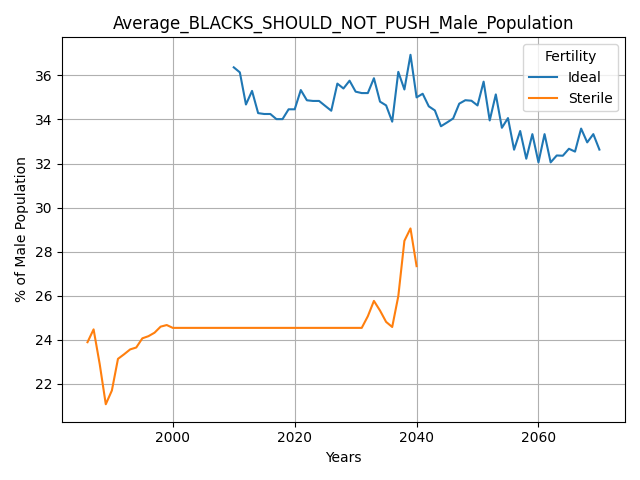 Average_BLACKS_SHOULD_NOT_PUSH_Male_Population
Fertility
Ideal
Sterile
% of Male Population
36
34
32
30
28
26
24
22
2000 2020 2040 2060
Years